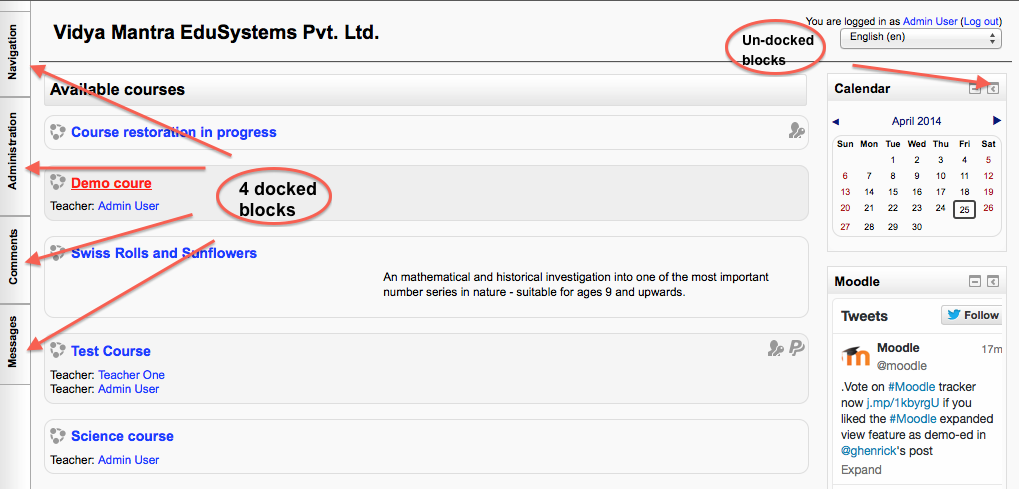 You are logged in as Admin User (Log out)
Vidya Mantra EduSystems Pvt. Ltd.
English (en)
Un-docked
blocks
Navigation
Administration
Comments
Messages
Available courses
Course restoration in progress
Demo coure
Teacher: Admin User
4 docked
blocks
Swiss Rolls and Sunflowers
An mathematical and historical investigation into one of the most important
number series in nature - suitable for ages 9 and upwards.
Test Course
Teacher: Teacher One
Teacher: Admin User
Science course
Teacher: Admin User
Calendar
April 2014
Sun Mon Tue Wed Thu Fri Sat
1 2 3 4 5
6 7 8 9 10 11 12
13 14 15 16 17 18 19
20 21 22 23 24 25 26
27 28 29 30
Moodle
Tweets
Follow
Moodle 17m
@moodle
.Vote on #Moodle tracker
now j.mp/1kbyrgU if you
liked the #Moodle expanded
view feature as demo-ed in
@ghenrick's post
Expand